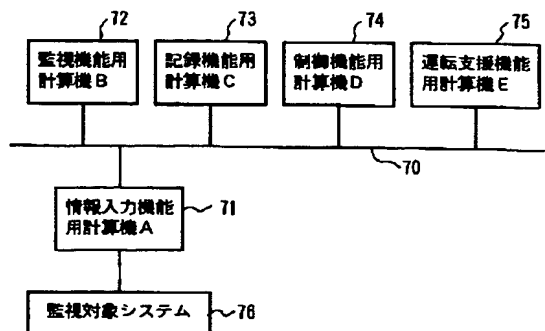 72
73
74
75
監視機能用
計算機B
記録機能用
計算機C
制御機能用
計算機D
運転支援機能
用計算機E
70
情報入力機能
用計算機A
71
監視対象システム
76